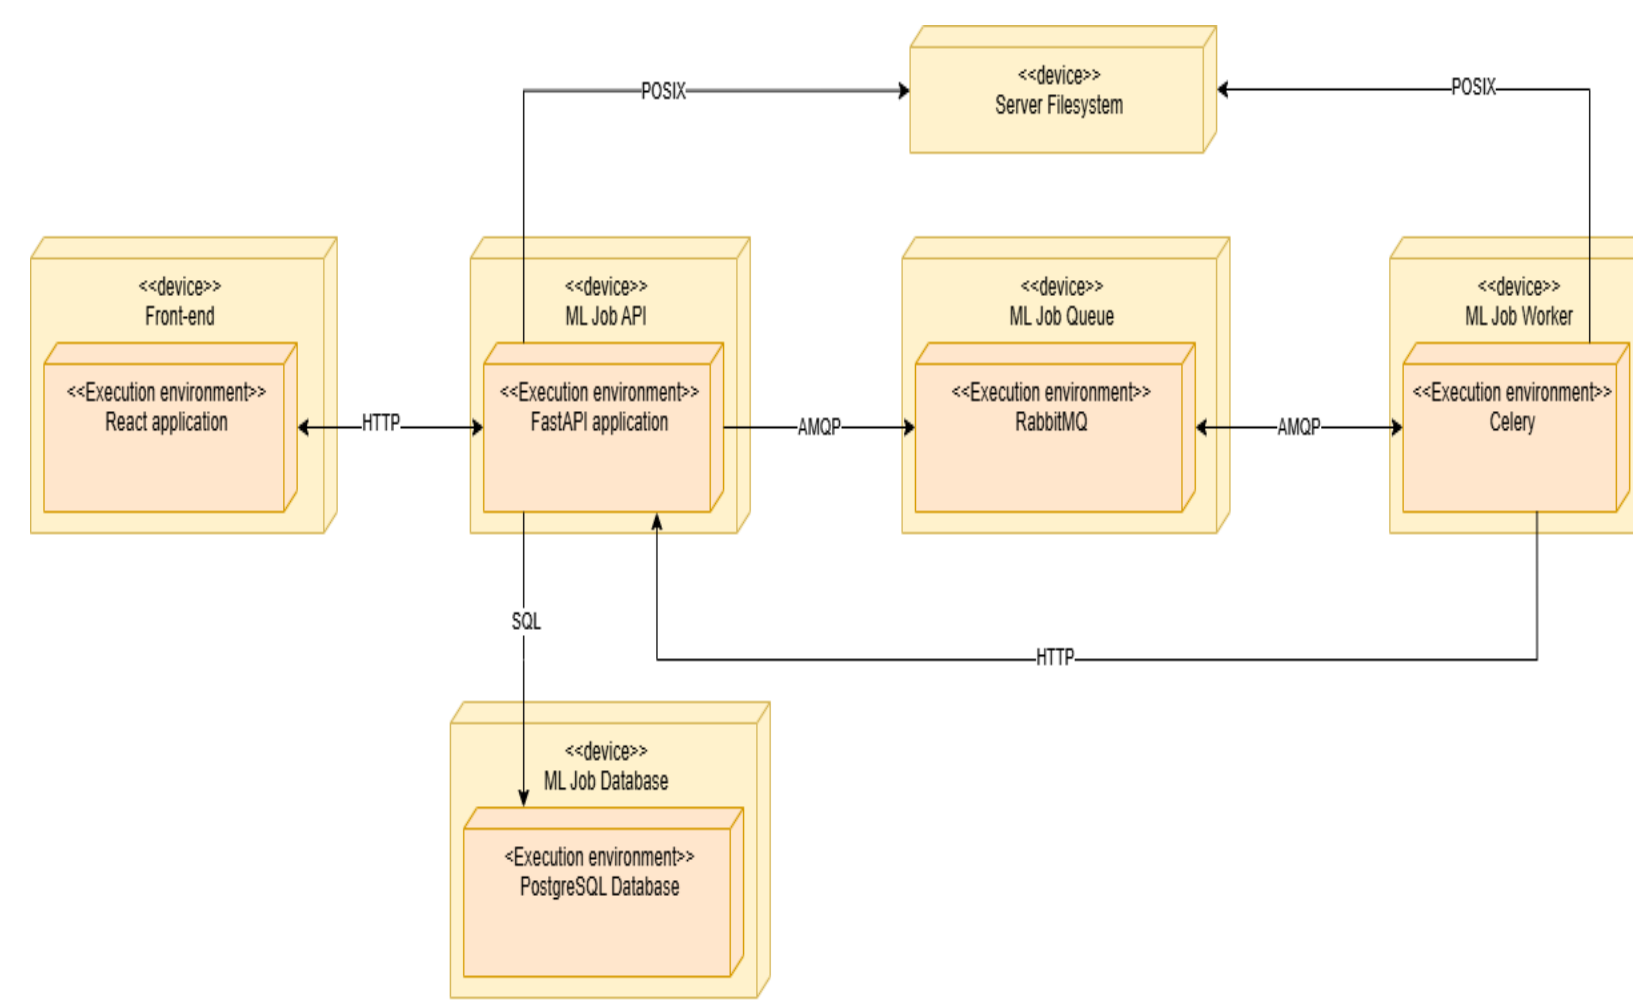 <<device>>
Server Filesystem
POSIX
POSIX
<<device>>
Front-end
<<Execution environment>>
React application
HTTP
<<device>>
ML Job API
<<Execution environment>>
FastAPI application
AMQP
<<device>>
ML Job Queue
<<Execution environment>>
RabbitMQ
AMQP
<<device>>
ML Job Worker
<<Execution environment>>
Celery
SQL
HTTP
<<device>>
ML Job Database
<Execution environment>>
PostgreSQL Database